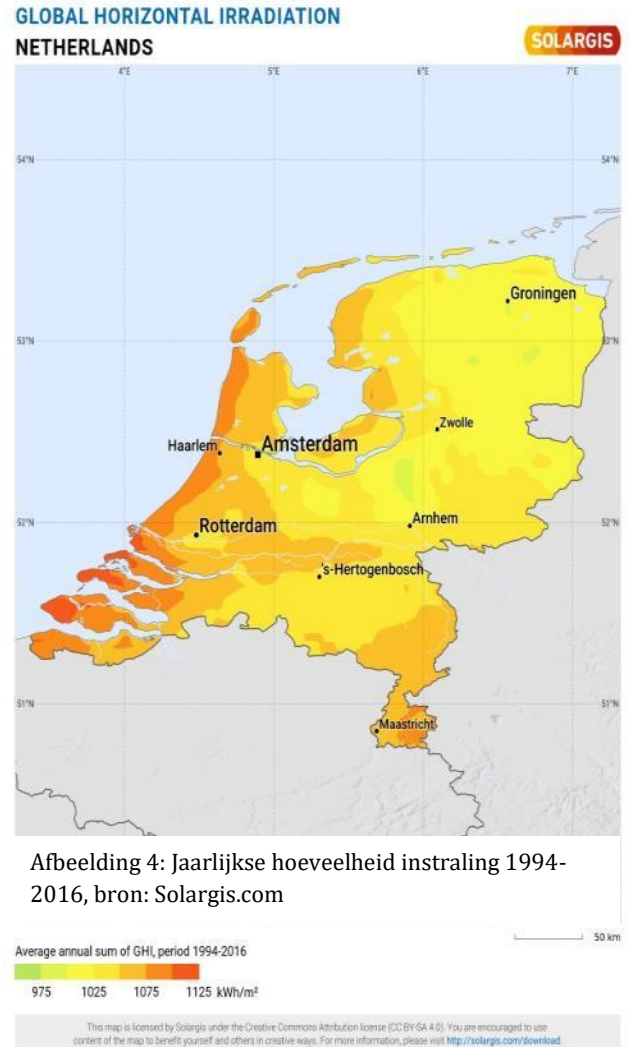 GLOBAL HORIZONTAL IRRADIATION
NETHERLANDS
SOLARGIS
4°E 5°E 6°E 7°E
54°N 54°N
Groningen
53°N 53°N
Zwolle
Haarlem Amsterdam
52°N Rotterdam Arnhem 52°N
's-Hertogenbosch
51°N 51°N
Maastricht
Afbeelding 4: Jaarlijkse hoeveelheid instraling 1994-
2016, bron: Solargis.com
50 km
Average annual sum of GHI, period 1994-2016
975 1025 1075 1125 kWh/m²
This map is licensed by Solargis under the Creative Commons Attribution license (CC BY-SA 4.0). You are encouraged to use
content of the map to benefit yourself and others in creative ways. For more information, please visit http://solargis.com/download.